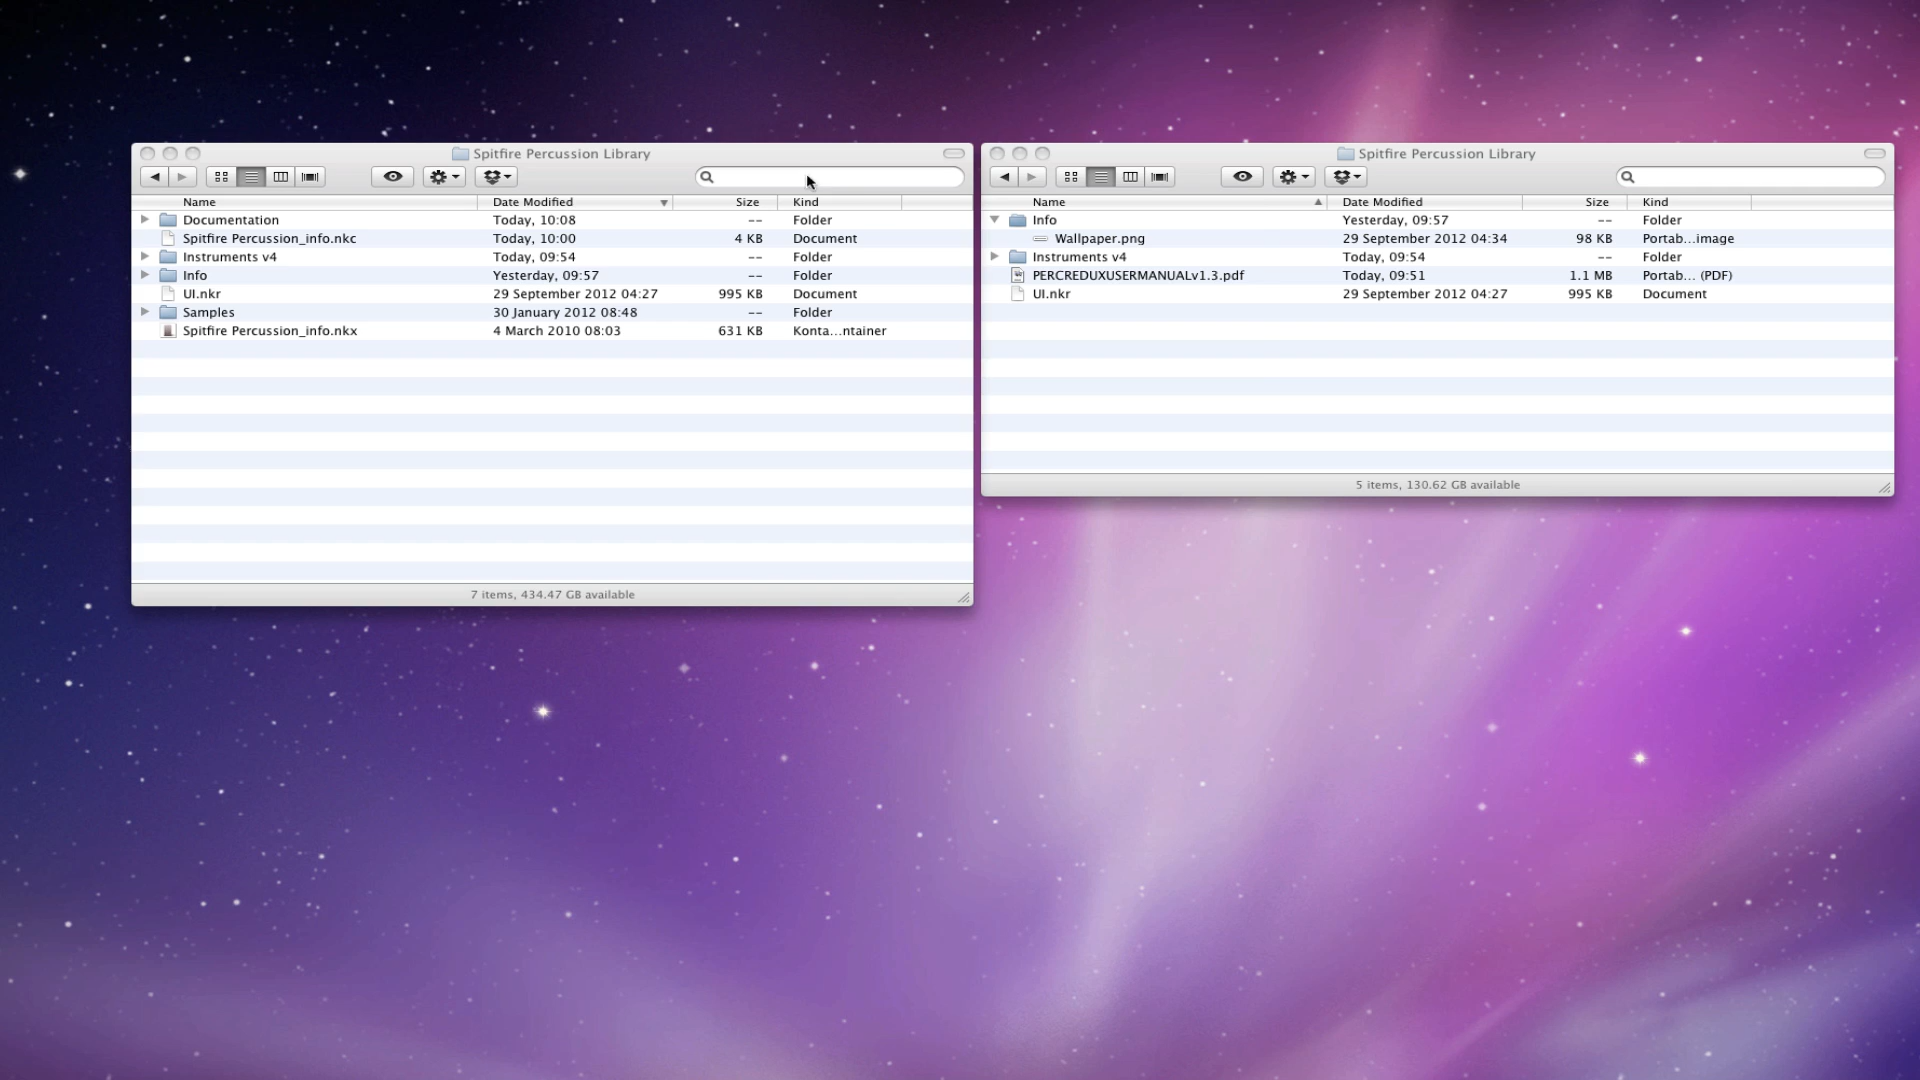 Spitfire Percussion Library
Name Date Modified Size Kind
Documentation Today, 10:08 -- Folder
Spitfire Percussion_info.nkc Today, 10:00 4 KB Document
Instruments v4 Today, 09:54 -- Folder
Info Yesterday, 09:57 -- Folder
UI.nkr 29 September 2012 04:27 995 KB Document
Samples 30 January 2012 08:48 -- Folder
Spitfire Percussion_info.nkx 4 March 2010 08:03 631 KB Konta...ntainer
7 items, 434.47 GB available
Spitfire Percussion Library
Name Date Modified Size Kind
Info Yesterday, 09:57 -- Folder
Wallpaper.png 29 September 2012 04:34 98 KB Portab...image
Instruments v4 Today, 09:54 -- Folder
PERCREDUXUSERMANUALv1.3.pdf Today, 09:51 1.1 MB Portab... (PDF)
UI.nkr 29 September 2012 04:27 995 KB Document
5 items, 130.62 GB available